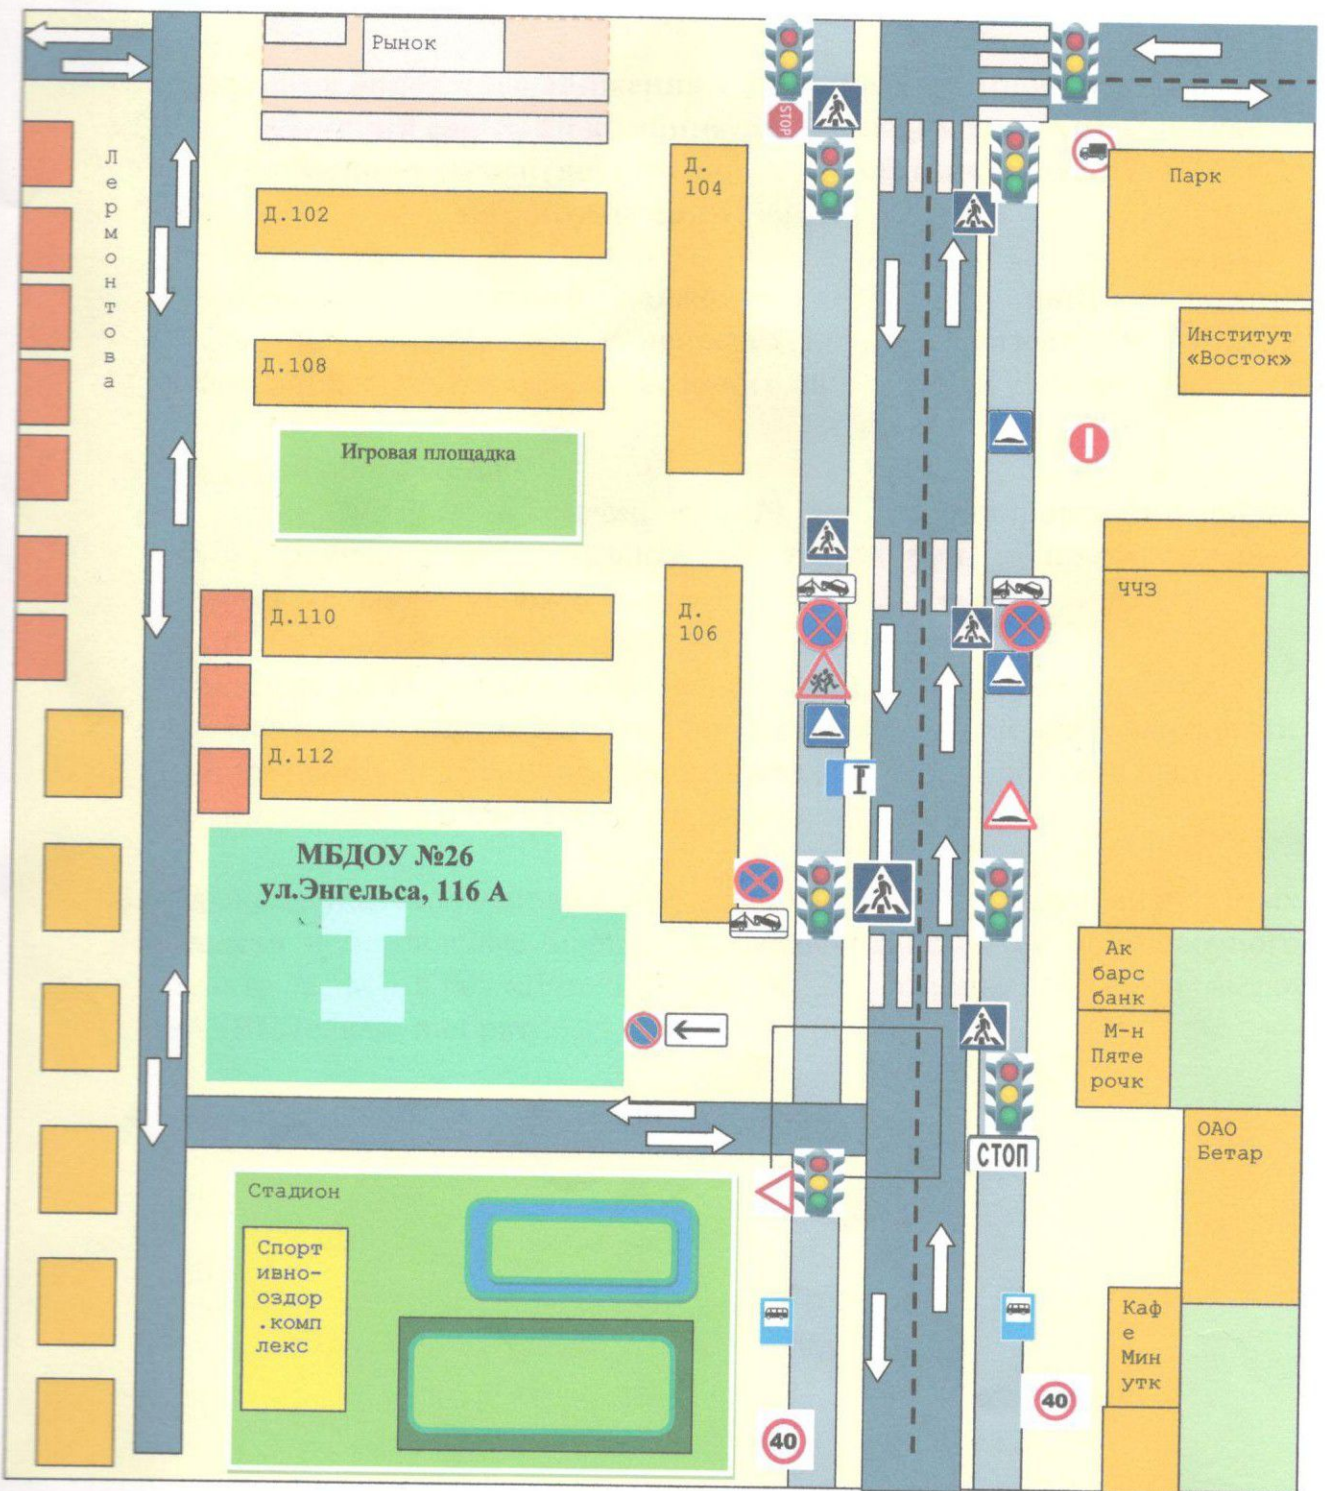 Рынок
Л
е
р
м
о
н
т
о
в
а
STOP
Д.
104
Парк
Д.102
Институт
«Восток»
Д.108
Игровая площадка
ЧЧЗ
Д.110
Д.
106
Д.112
МБДОУ №26
ул.Энгельса, 116 А
Ак
барс
банк
М-н
Пяте
рочк
ОАО
Бетар
СТОП
Стадион
Спорт
ивно-
оздор
.комп
лекс
Каф
е
Мин
утк
40
40